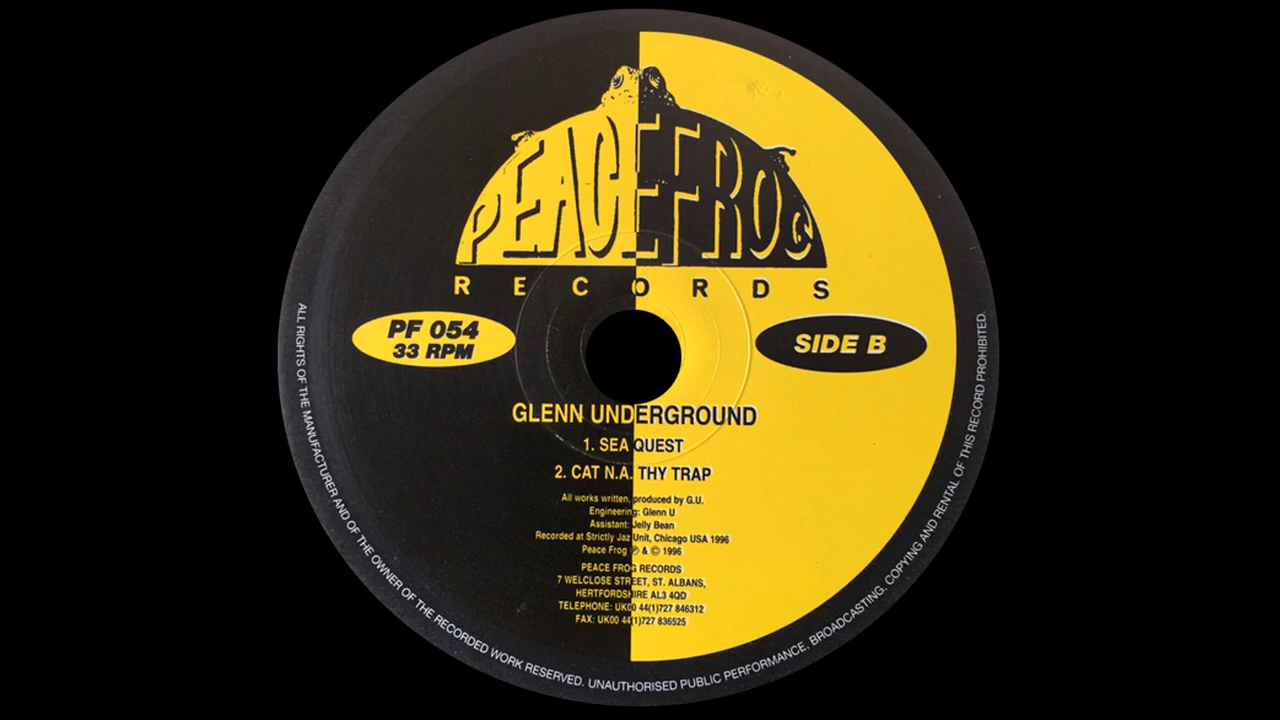 PEACEFROG
RECORDS
PF 054
33 RPM
SIDE B
GLENN UNDERGROUND
1. SEA QUEST
2. CAT N.A. THY TRAP
All works written, produced by G.U.
Engineering: Glenn U
Assistant: Jelly Bean
Recorded at Strictly Jaz Unit, Chicago USA 1996
Peace Frog ℗ & © 1996
PEACE FROG RECORDS
7 WELCLOSE STREET, ST. ALBANS,
HERTFORDSHIRE AL3 4QD
TELEPHONE: UK00 44(1)727 846312
FAX: UK00 44(1)727 836525
ALL RIGHTS OF THE MANUFACTURER AND OF THE OWNER OF THE RECORDED WORK RESERVED. UNAUTHORISED PUBLIC PERFORMANCE, BROADCASTING, COPYING AND RENTAL OF THIS RECORD PROHIBITED.